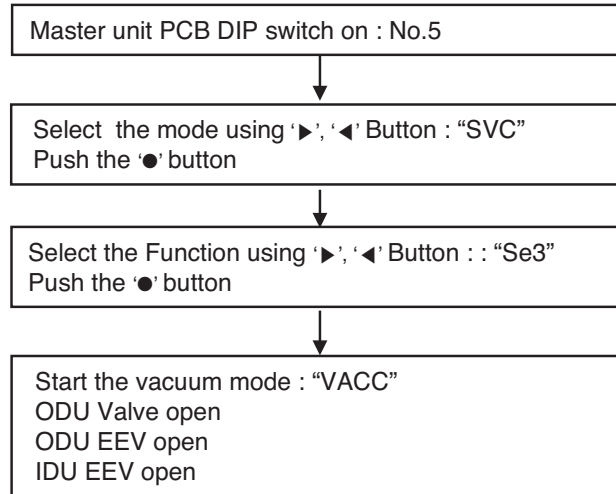 Master unit PCB DIP switch on : No.5
Select the mode using ‘▶’, ‘◀’ Button : “SVC”
Push the ‘●’ button
Select the Function using ‘▶’, ‘◀’ Button : : “Se3”
Push the ‘●’ button
Start the vacuum mode : “VACC”
ODU Valve open
ODU EEV open
IDU EEV open